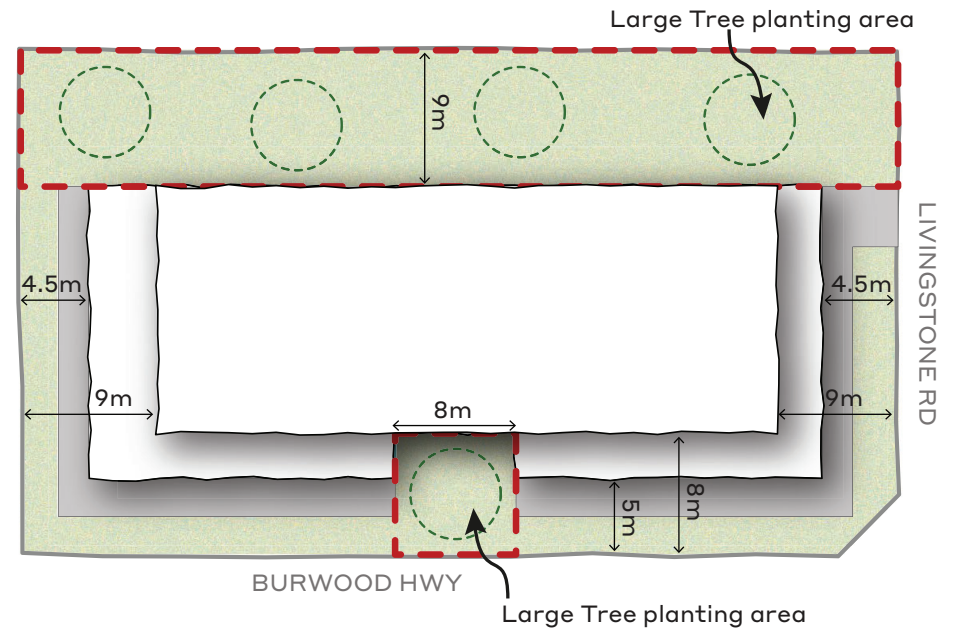 Large Tree planting area
9m
LIVINGSTONE RD
4.5m
4.5m
9m
8m
9m
5m
8m
BURWOOD HWY
Large Tree planting area